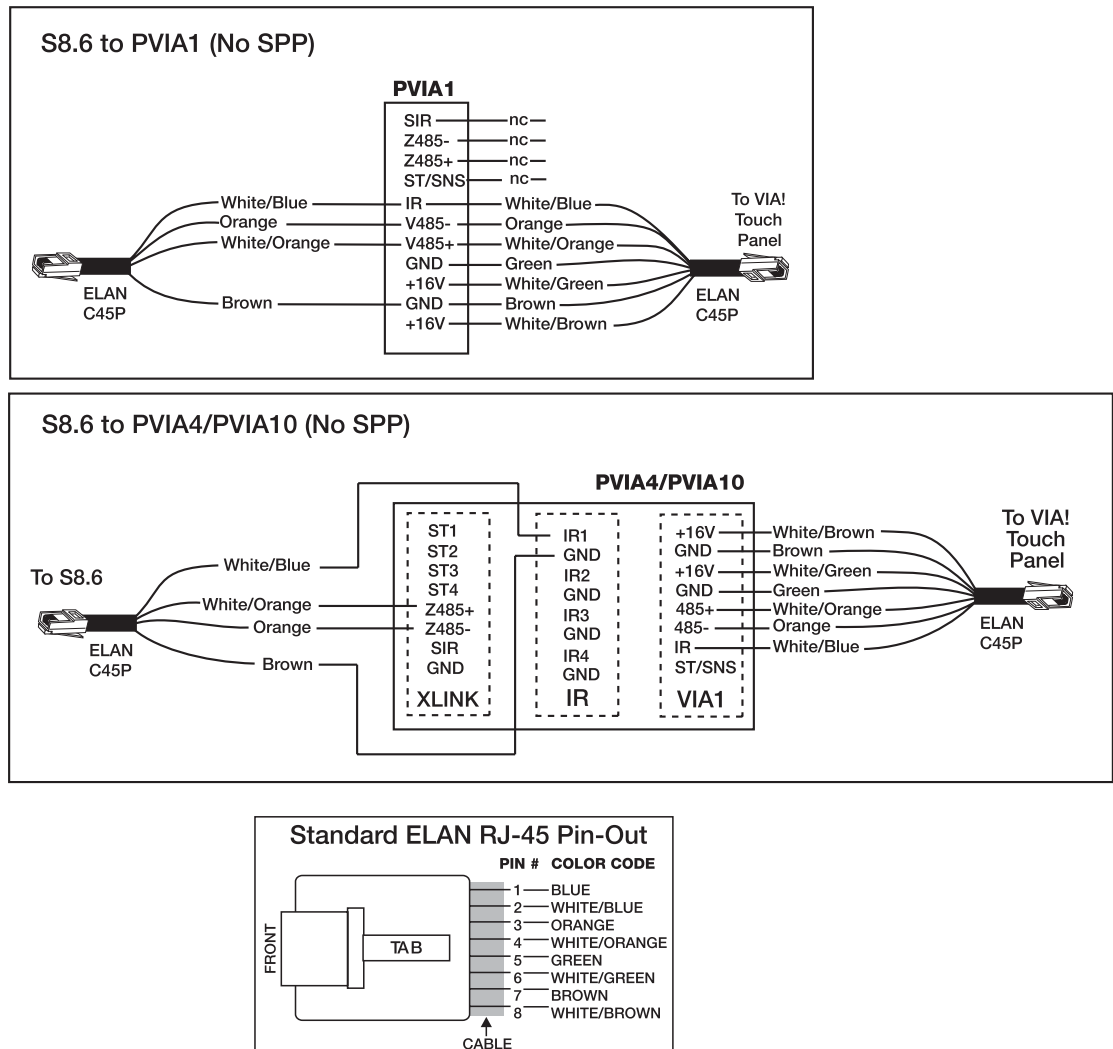 S8.6 to PVIA1 (No SPP)
PVIA1
SIR nc
Z485- nc
Z485+ nc
ST/SNS nc
White/Blue IR White/Blue
Orange V485- Orange
White/Orange V485+ White/Orange
GND Green
+16V White/Green
Brown GND Brown
+16V White/Brown
ELAN
C45P
To VIA!
Touch
Panel
ELAN
C45P
S8.6 to PVIA4/PVIA10 (No SPP)
PVIA4/PVIA10
To S8.6
White/Blue
White/Orange
Orange
Brown
ELAN
C45P
ST1
ST2
ST3
ST4
Z485+
Z485-
SIR
GND
XLINK
IR1
GND
IR2
GND
IR3
GND
IR4
GND
IR
+16V White/Brown
GND Brown
+16V White/Green
GND Green
485+ White/Orange
485- Orange
IR White/Blue
ST/SNS
VIA1
To VIA!
Touch
Panel
ELAN
C45P
Standard ELAN RJ-45 Pin-Out
PIN # COLOR CODE
1 BLUE
2 WHITE/BLUE
3 ORANGE
4 WHITE/ORANGE
5 GREEN
6 WHITE/GREEN
7 BROWN
8 WHITE/BROWN
FRONT
TAB
CABLE